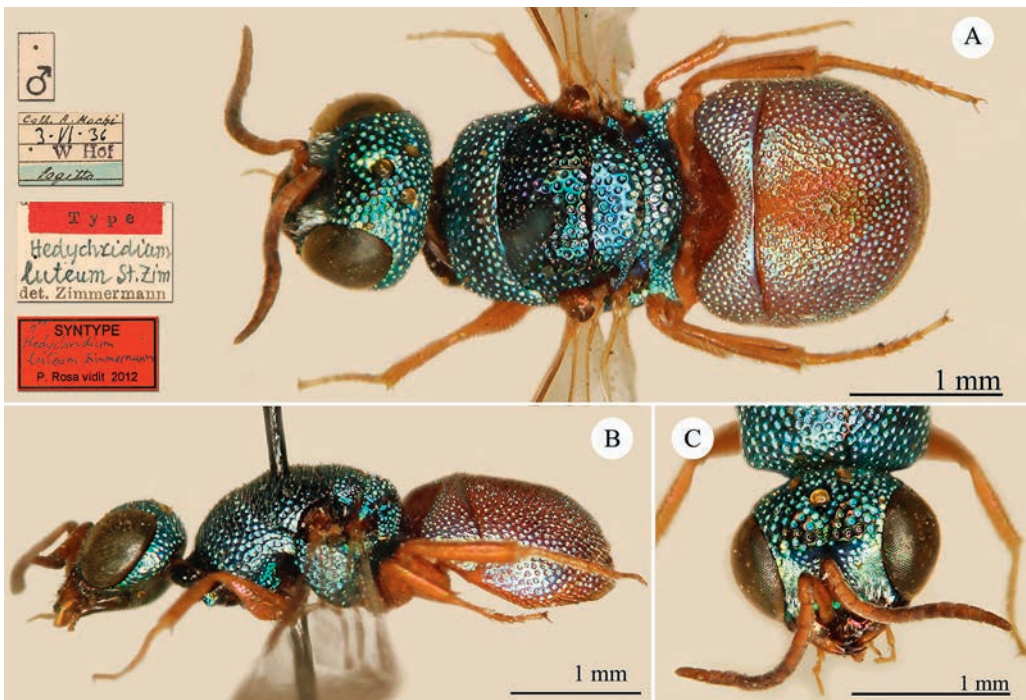 ♂
Coll. A. Mochi
3-VI-36
W Hof
Type
Hedychridium
luteum St. Zim
det. Zimmermann
SYNTYPE
Hedychridium
luteum Zimmermann
P. Rosa vidit 2012
A
1 mm
B
1 mm
C
1 mm